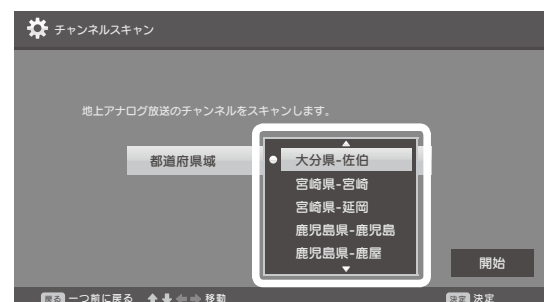 チャンネルスキャン
地上アナログ放送のチャンネルをスキャンします。
都道府県域
大分県-佐伯
宮崎県-宮崎
宮崎県-延岡
鹿児島県-鹿児島
鹿児島県-鹿屋
開始
戻る 一つ前に戻る 移動 決定 決定